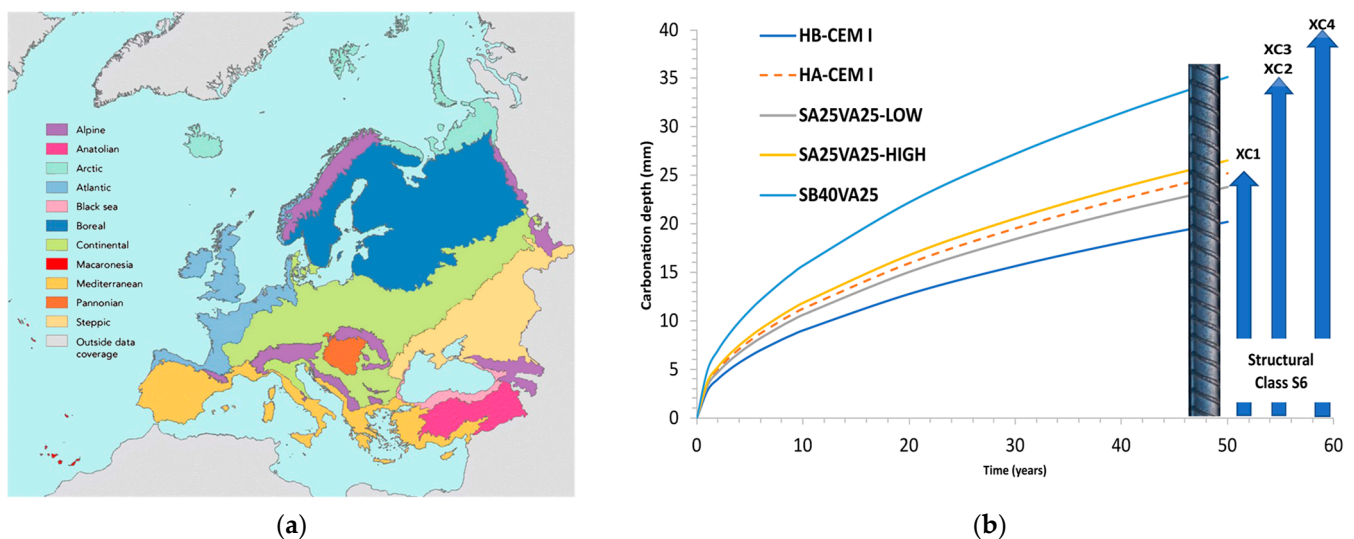 Alpine
Anatolian
Arctic
Atlantic
Black sea
Boreal
Continental
Macaronesia
Mediterranean
Pannonian
Steppic
Outside data
coverage
(a)
Carbonation depth (mm)
40
35
30
25
20
15
10
5
0
HB-CEM I
HA-CEM I
SA25VA25-LOW
SA25VA25-HIGH
SB40VA25
XC1
XC3
XC2
XC4
Structural
Class S6
0
10
20
30
40
50
60
Time (years)
(b)